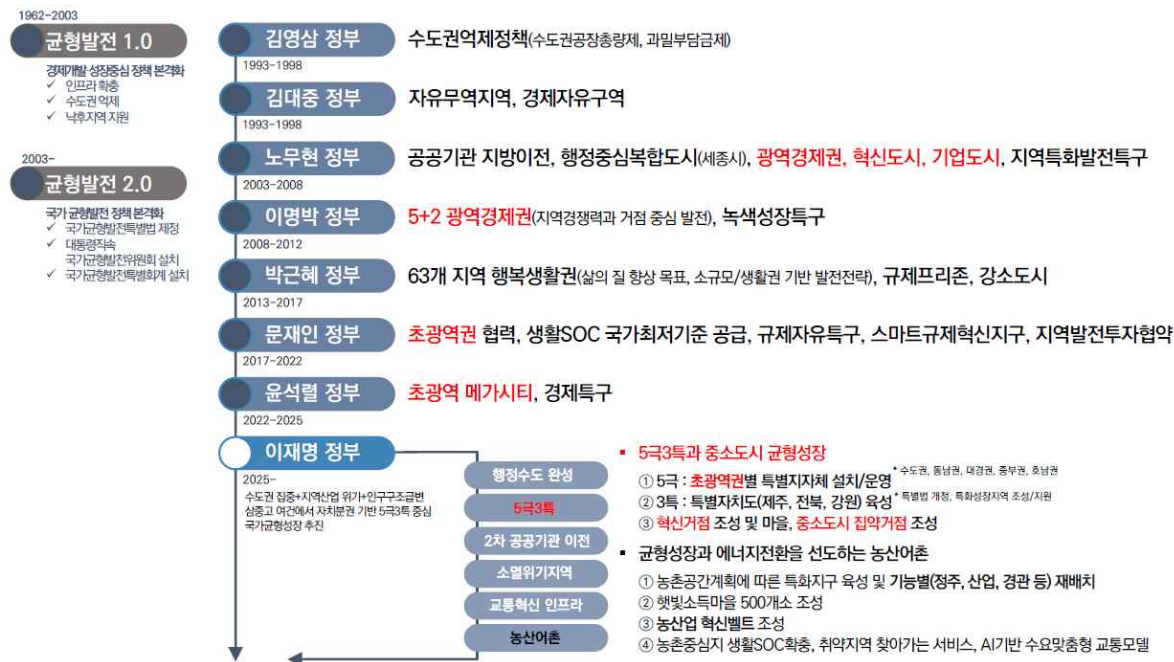 1962-2003
균형발전 1.0
경제개발 성장중심 정책 본격화
✓ 인프라 확충
✓ 수도권 억제
✓ 낙후지역 지원
2003-
균형발전 2.0
국가 균형발전 정책 본격화
✓ 국가균형발전특별법 제정
✓ 대통령직속
국가균형발전위원회 설치
✓ 국가균형발전특별회계 설치
김영삼 정부
수도권억제정책(수도권공장총량제, 과밀부담금제)
1993-1998
김대중 정부
자유무역지역, 경제자유구역
1993-1998
노무현 정부
공공기관 지방이전, 행정중심복합도시(세종시), 광역경제권, 혁신도시, 기업도시, 지역특화발전특구
2003-2008
이명박 정부
5+2 광역경제권(지역경쟁력과 거점 중심 발전), 녹색성장특구
2008-2012
박근혜 정부
63개 지역 행복생활권(삶의 질 향상 목표, 소규모/생활권 기반 발전전략), 규제프리존, 강소도시
2013-2017
문재인 정부
초광역권 협력, 생활SOC 국가최저기준 공급, 규제자유특구, 스마트규제혁신지구, 지역발전투자협약
2017-2022
윤석렬 정부
초광역 메가시티, 경제특구
2022-2025
이재명 정부
2025-
수도권 집중+지역산업 위기+인구구조급변
삼중고 여건에서 자치분권 기반 5극3특 중심
국가균형성장 추진
행정수도 완성
5극3특
2차 공공기관 이전
소멸위기지역
교통혁신 인프라
농산어촌
▪ 5극3특과 중소도시 균형성장
① 5극 : 초광역권별 특별지자체 설치/운영 * 수도권, 동남권, 대경권, 중부권, 호남권
② 3특 : 특별자치도(제주, 전북, 강원) 육성 * 특별법 개정, 특화성장지역 조성/지원
③ 혁신거점 조성 및 마을, 중소도시 집약거점 조성
▪ 균형성장과 에너지전환을 선도하는 농산어촌
① 농촌공간계획에 따른 특화지구 육성 및 기능별(정주, 산업, 경관 등) 재배치
② 햇빛소득마을 500개소 조성
③ 농산업 혁신벨트 조성
④ 농촌중심지 생활SOC확충, 취약지역 찾아가는 서비스, AI기반 수요맞춤형 교통모델